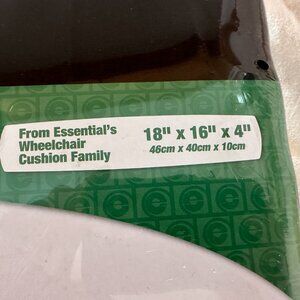 From Essential's
Wheelchair
Cushion Family
18" x 16" x 4"
46cm x 40cm x 10cm